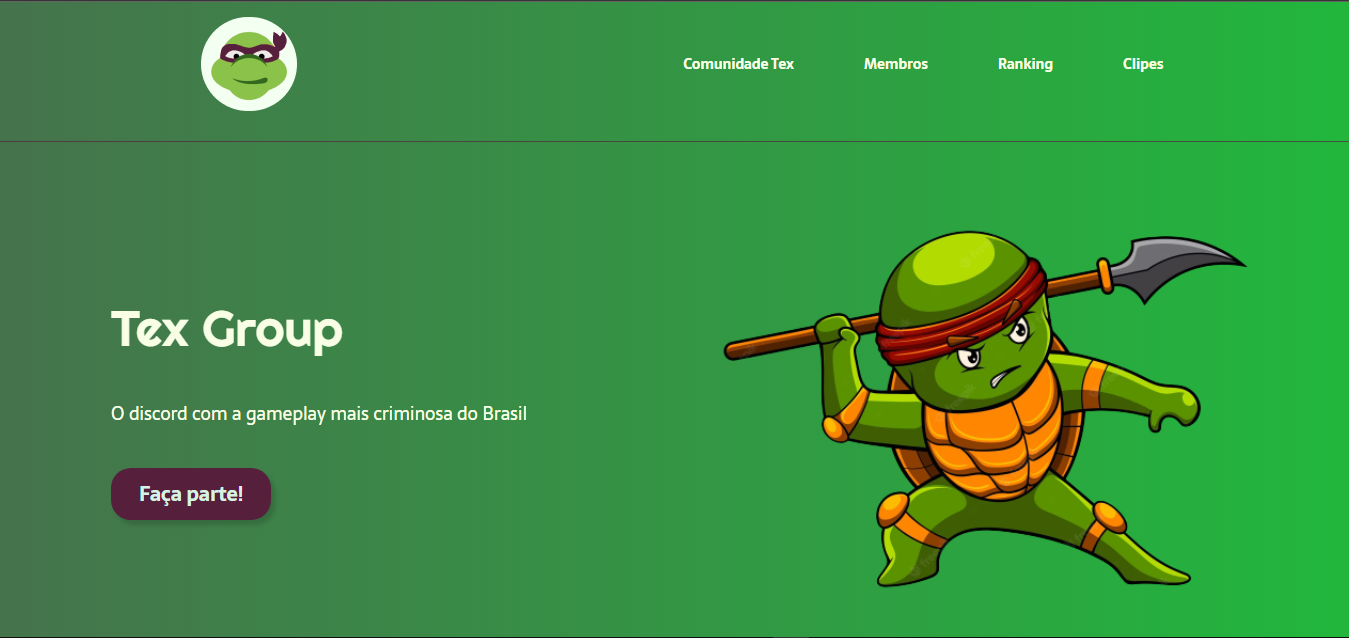 Comunidade Tex
Membros
Ranking
Clipes
Tex Group
O discord com a gameplay mais criminosa do Brasil
Faça parte!